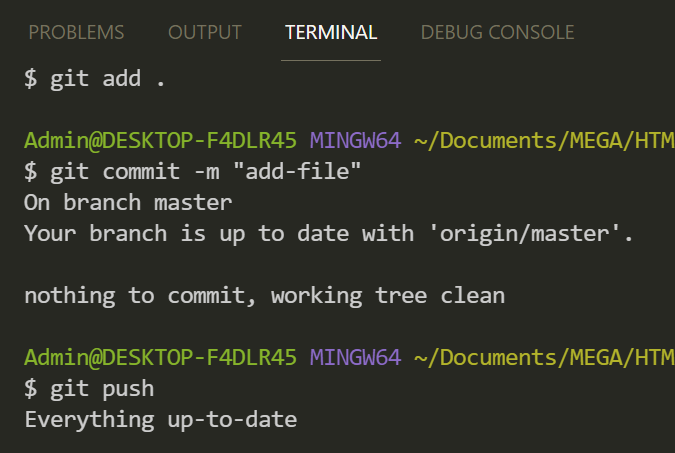 PROBLEMS OUTPUT TERMINAL DEBUG CONSOLE
$ git add .
Admin@DESKTOP-F4DLR45 MINGW64 ~/Documents/MEGA/HTM
$ git commit -m "add-file"
On branch master
Your branch is up to date with 'origin/master'.
nothing to commit, working tree clean
Admin@DESKTOP-F4DLR45 MINGW64 ~/Documents/MEGA/HTM
$ git push
Everything up-to-date